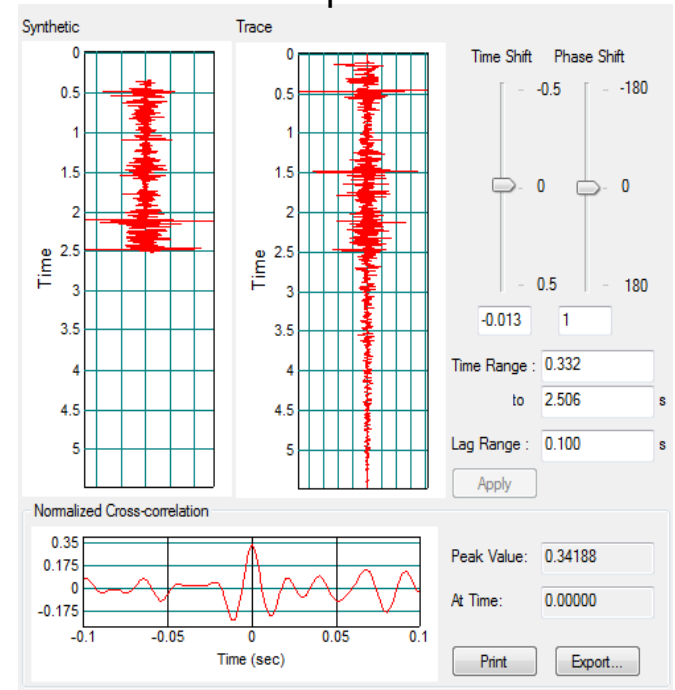 Synthetic
0
0.5
1
1.5
2
2.5
3
3.5
4
4.5
5
Time
Trace
0
0.5
1
1.5
2
2.5
3
3.5
4
4.5
5
Time
Time Shift Phase Shift
-0.5 -180
0 0
0.5 180
-0.013 1
Time Range : 0.332
to 2.506 s
Lag Range : 0.100 s
Apply
Normalized Cross-correlation
0.35
0.175
0
-0.175
-0.1 -0.05 0 0.05 0.1
Time (sec)
Peak Value: 0.34188
At Time: 0.00000
Print Export...